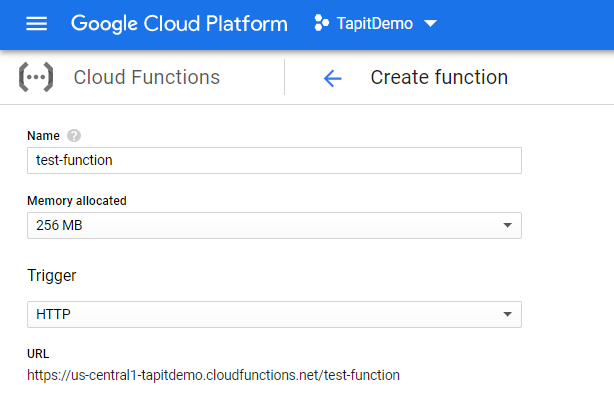 Google Cloud Platform TapitDemo
Cloud Functions Create function
Name
test-function
Memory allocated
256 MB
Trigger
HTTP
URL
https://us-central1-tapitdemo.cloudfunctions.net/test-function